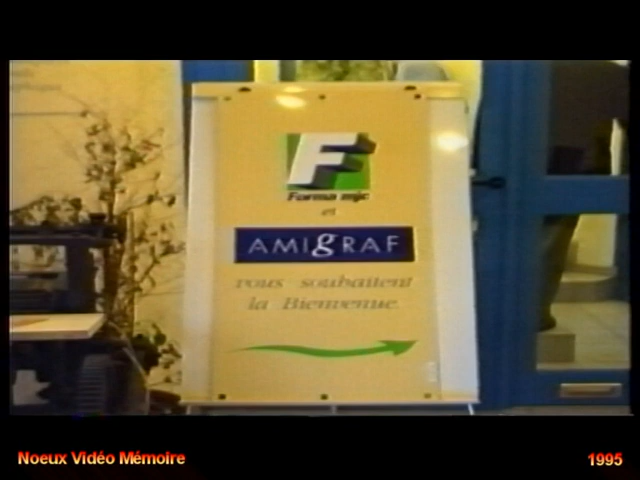 F
Forma mjc
et
AMIgRAF
vous souhaitent
la Bienvenue.
Noeux Vidéo Mémoire
1995